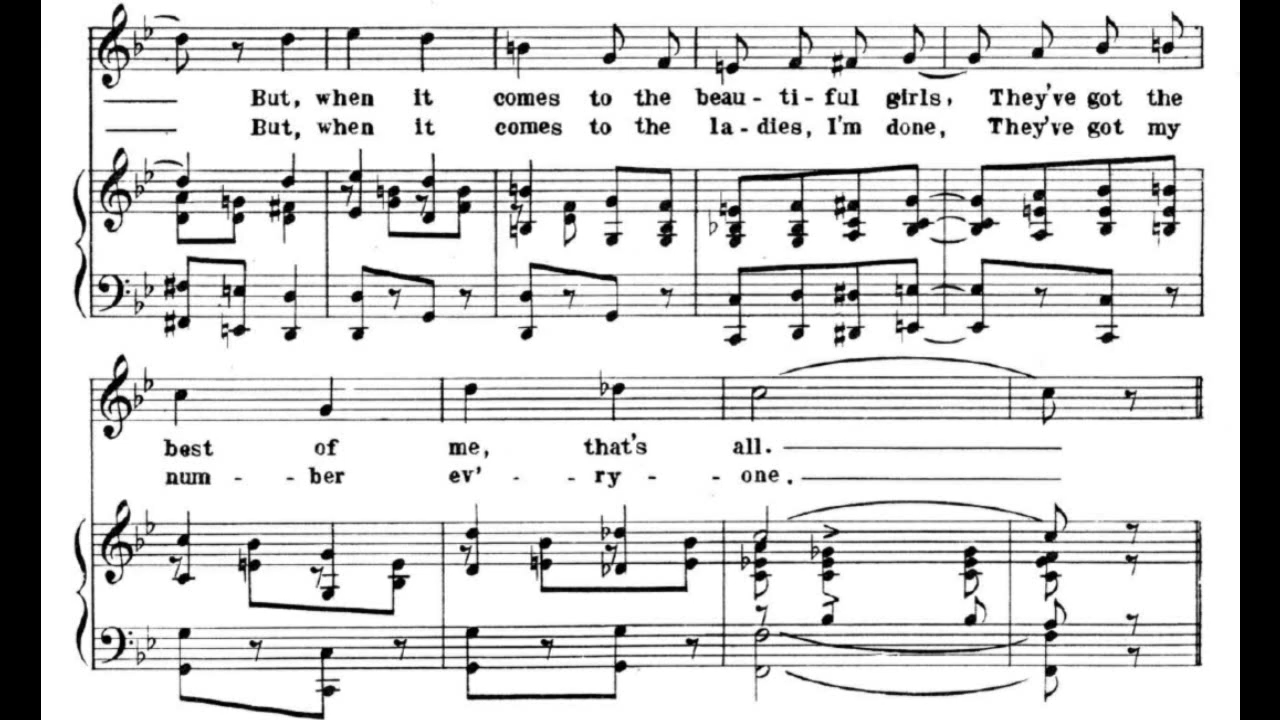 But, when it comes to the beau - ti - ful girls, They've got the
But, when it comes to the la - dies, I'm done, They've got my
best of me, that's all.
num - - ber ev' - - ry - - one.